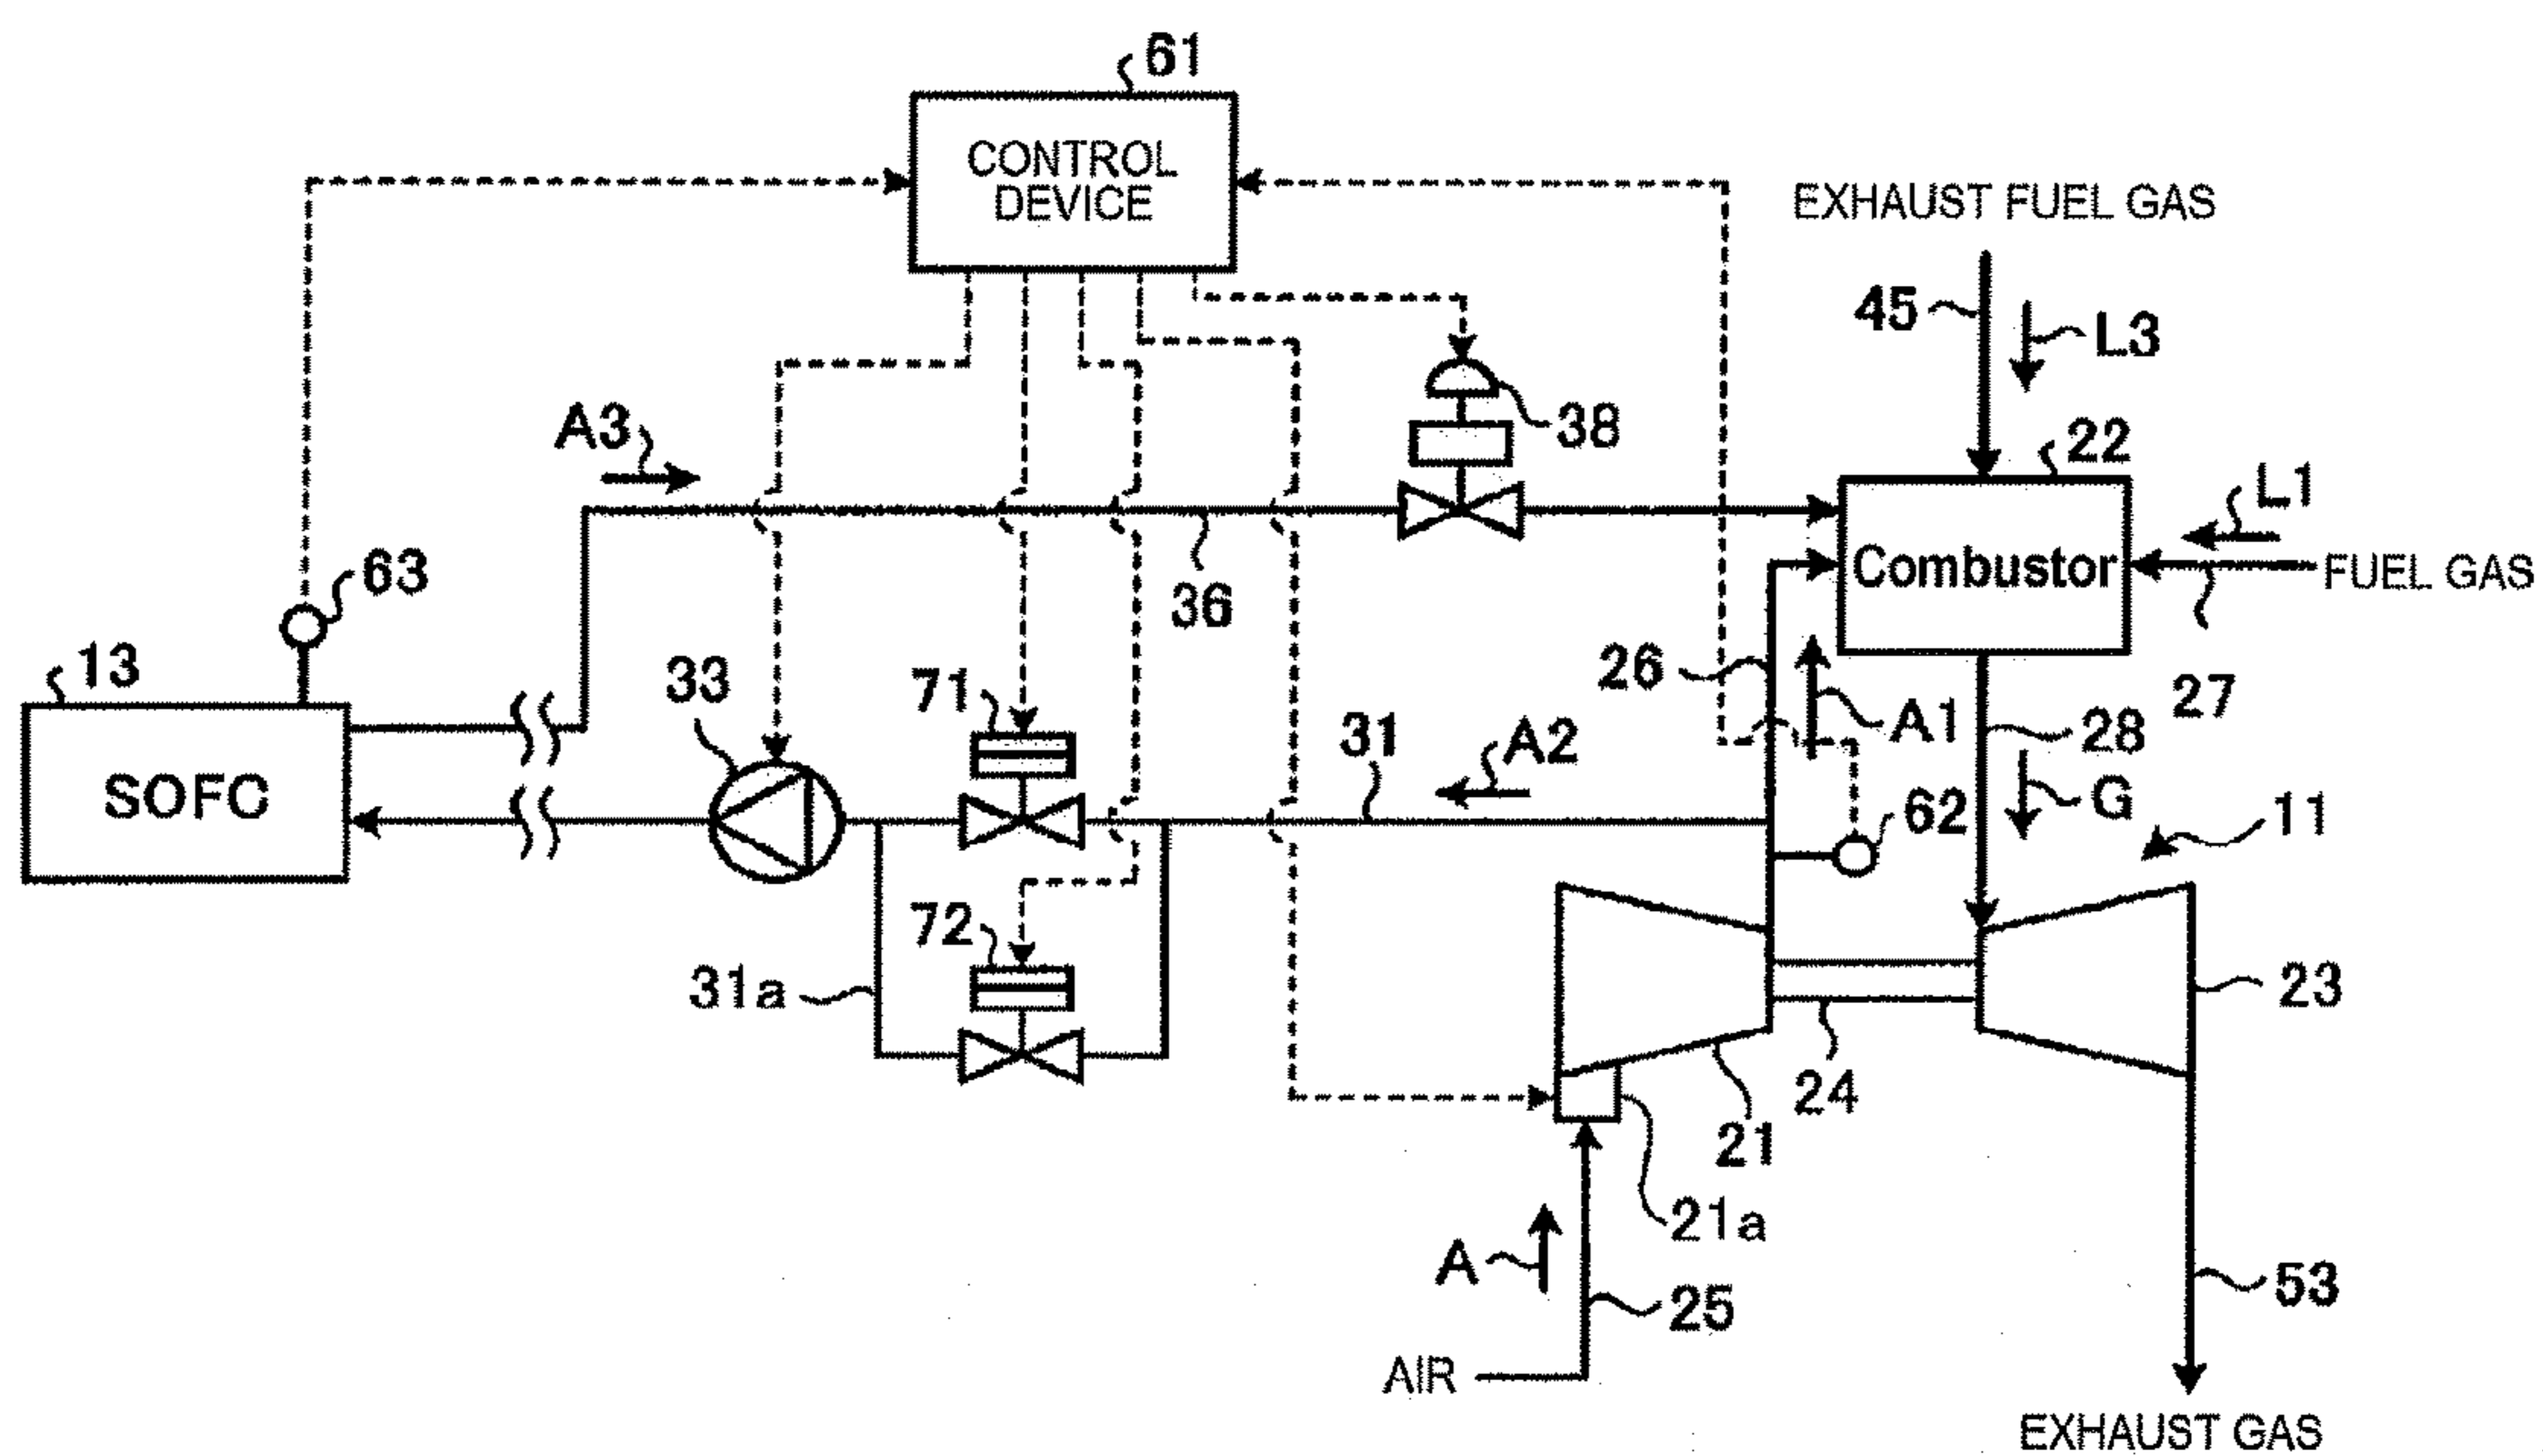 61
CONTROL
DEVICE
EXHAUST FUEL GAS
45
L3
A3
38
22
L1
Combustor
FUEL GAS
63
36
13
33
71
26
27
31
A2
A1
28
SOFC
G
11
62
72
31a
23
24
21
21a
A
25
53
AIR
EXHAUST GAS